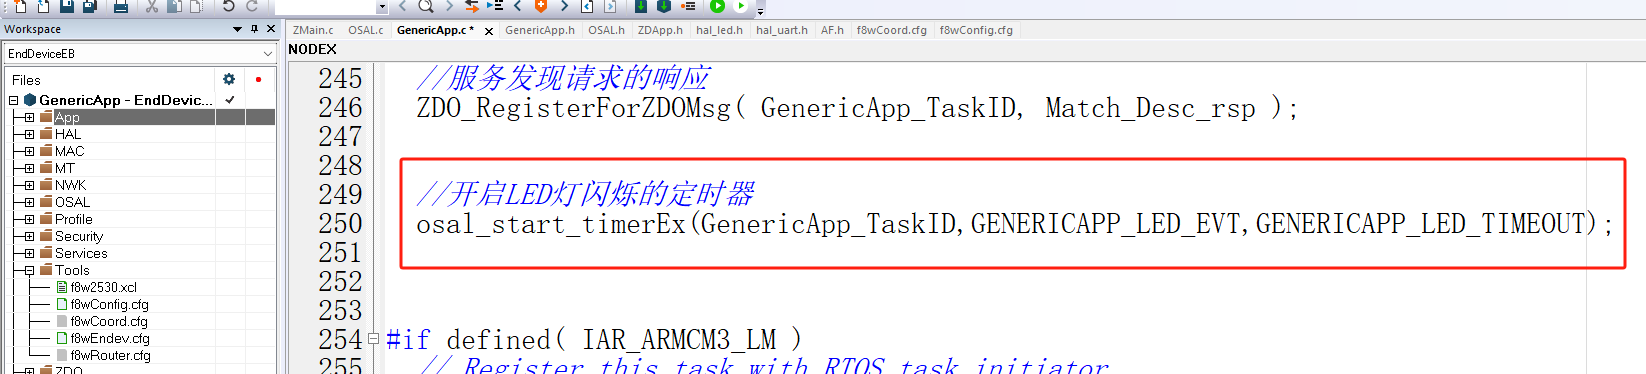 Workspace
EndDeviceEB
Files
GenericApp - EndDevic...
App
HAL
MAC
MT
NWK
OSAL
Profile
Security
Services
Tools
f8w2530.xcl
f8wConfig.cfg
f8wCoord.cfg
f8wEndev.cfg
f8wRouter.cfg
ZDO
ZMain.c OSAL.c GenericApp.c * GenericApp.h OSAL.h ZDApp.h hal_led.h hal_uart.h AF.h f8wCoord.cfg f8wConfig.cfg
NODEX
245 //服务发现请求的响应
246 ZDO_RegisterForZDOMsg( GenericApp_TaskID, Match_Desc_rsp );
247
248
249 //开启LED灯闪烁的定时器
250 osal_start_timerEx(GenericApp_TaskID,GENERICAPP_LED_EVT,GENERICAPP_LED_TIMEOUT);
251
252
253
254 #if defined( IAR_ARMCM3_LM )
255 // Register this task with RTOS task initiator